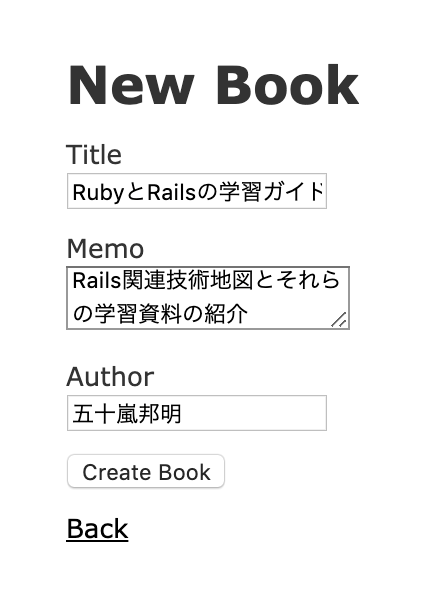 New Book
Title
RubyとRailsの学習ガイド
Memo
Rails関連技術地図とそれら
の学習資料の紹介
Author
五十嵐邦明
Create Book
Back